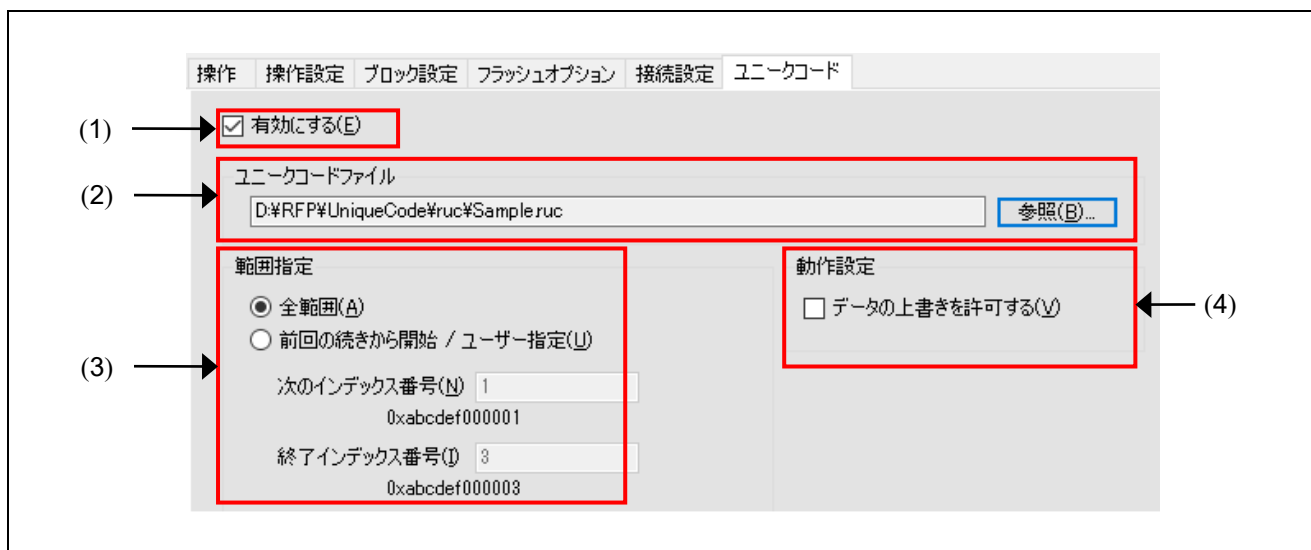 操作 操作設定 ブロック設定 フラッシュオプション 接続設定 ユニークコード
(1) 有効にする(E)
(2) ユニークコードファイル
D:¥RFP¥UniqueCode¥ruc¥Sample.ruc 参照(B)...
範囲指定 動作設定
全範囲(A) データの上書きを許可する(V) (4)
前回の続きから開始 / ユーザー指定(U)
(3) 次のインデックス番号(N) 1
0xabcdef000001
終了インデックス番号(I) 3
0xabcdef000003